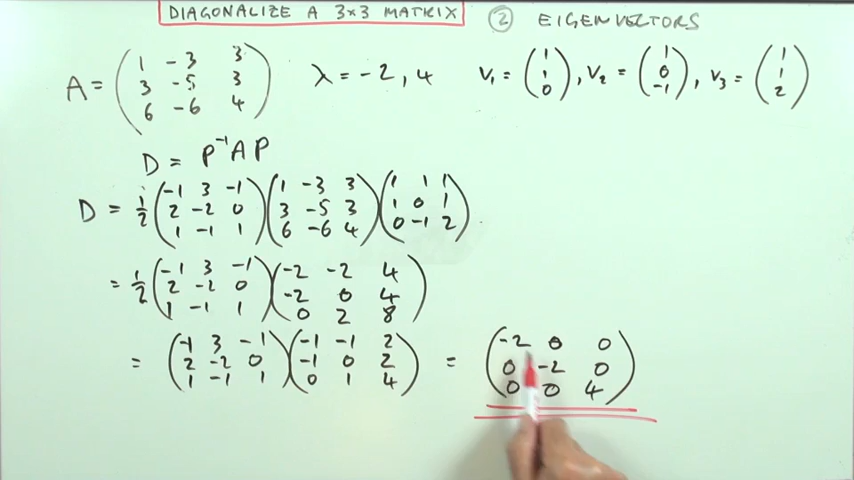 DIAGONALIZE A 3x3 MATRIX ② EIGENVECTORS
A = (1 -3 3 / 3 -5 3 / 6 -6 4) λ = -2, 4 v₁ = (1 / 1 / 0), v₂ = (1 / 0 / -1), v₃ = (1 / 1 / 2)
D = P⁻¹AP
D = 1/2 (-1 3 -1 / 2 -2 0 / 1 -1 1) (1 -3 3 / 3 -5 3 / 6 -6 4) (1 1 1 / 1 0 1 / 0 -1 2)
= 1/2 (-1 3 -1 / 2 -2 0 / 1 -1 1) (-2 -2 4 / -2 0 4 / 0 2 8)
= (-1 3 -1 / 2 -2 0 / 1 -1 1) (-1 -1 2 / -1 0 2 / 0 1 4) = (-2 0 0 / 0 -2 0 / 0 0 4)